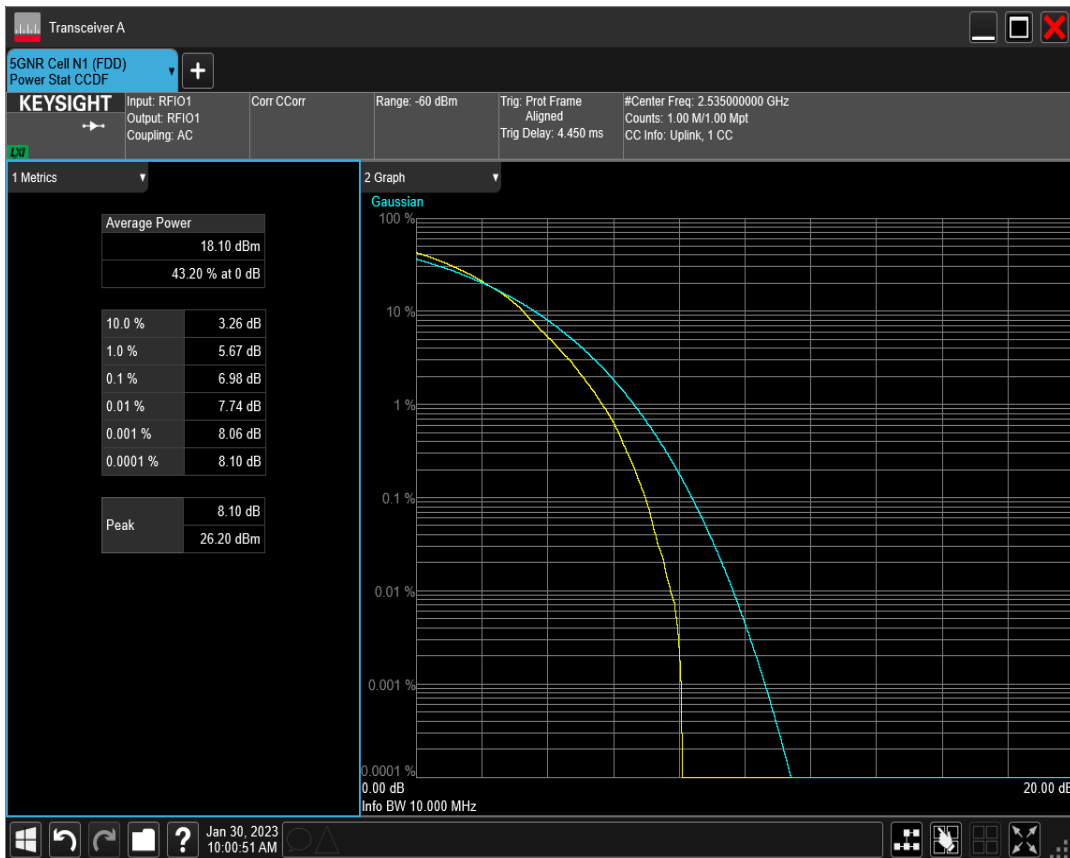 Transceiver A
5GNR Cell N1 (FDD)
Power Stat CCDF
KEYSIGHT
LXI
Input: RFIO1
Output: RFIO1
Coupling: AC
Corr CCorr
Range: -60 dBm
Trig: Prot Frame
Aligned
Trig Delay: 4.450 ms
#Center Freq: 2.535000000 GHz
Counts: 1.00 M/1.00 Mpt
CC Info: Uplink, 1 CC
1 Metrics
Average Power
18.10 dBm
43.20 % at 0 dB
10.0 % 3.26 dB
1.0 % 5.67 dB
0.1 % 6.98 dB
0.01 % 7.74 dB
0.001 % 8.06 dB
0.0001 % 8.10 dB
Peak
8.10 dB
26.20 dBm
2 Graph
Gaussian
100 %
10 %
1 %
0.1 %
0.01 %
0.001 %
0.0001 %
0.00 dB
20.00 dB
Info BW 10.000 MHz
?
Jan 30, 2023
10:00:51 AM